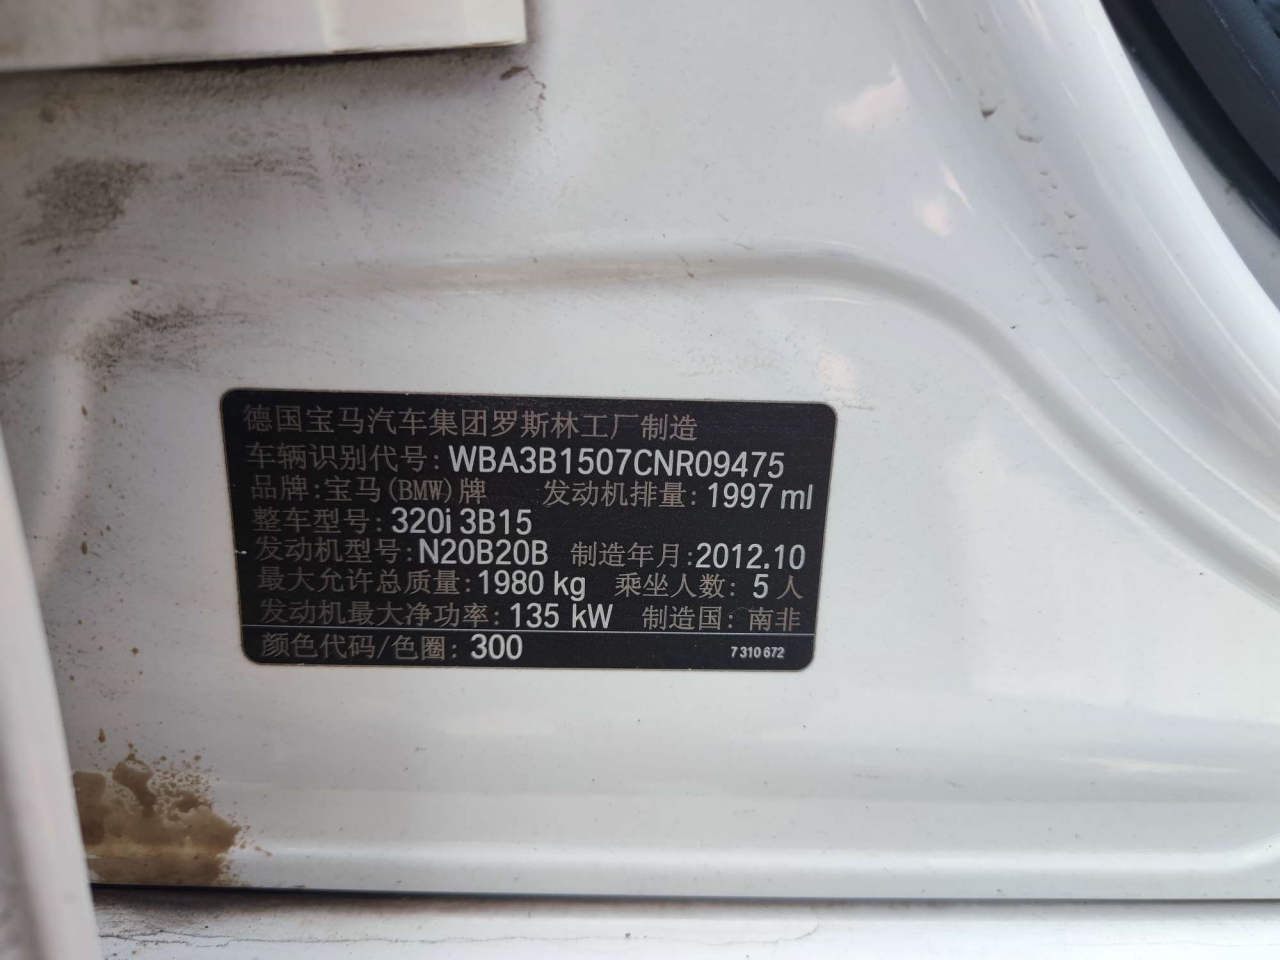 德国宝马汽车集团罗斯林工厂制造
车辆识别代号: WBA3B1507CNR09475
品牌: 宝马(BMW)牌 发动机排量: 1997 ml
整车型号: 320i 3B15
发动机型号: N20B20B 制造年月: 2012.10
最大允许总质量: 1980 kg 乘坐人数: 5 人
发动机最大净功率: 135 kW 制造国: 南非
颜色代码/色圈: 300 7 310 672